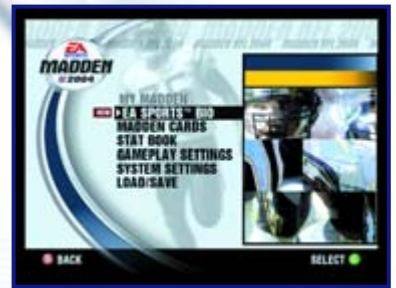 EA
SPORTS
MADDEN
2004
MY MADDEN
NEW EA SPORTS™ BIO
MADDEN CARDS
STAT BOOK
GAMEPLAY SETTINGS
SYSTEM SETTINGS
LOAD/SAVE
BACK
SELECT